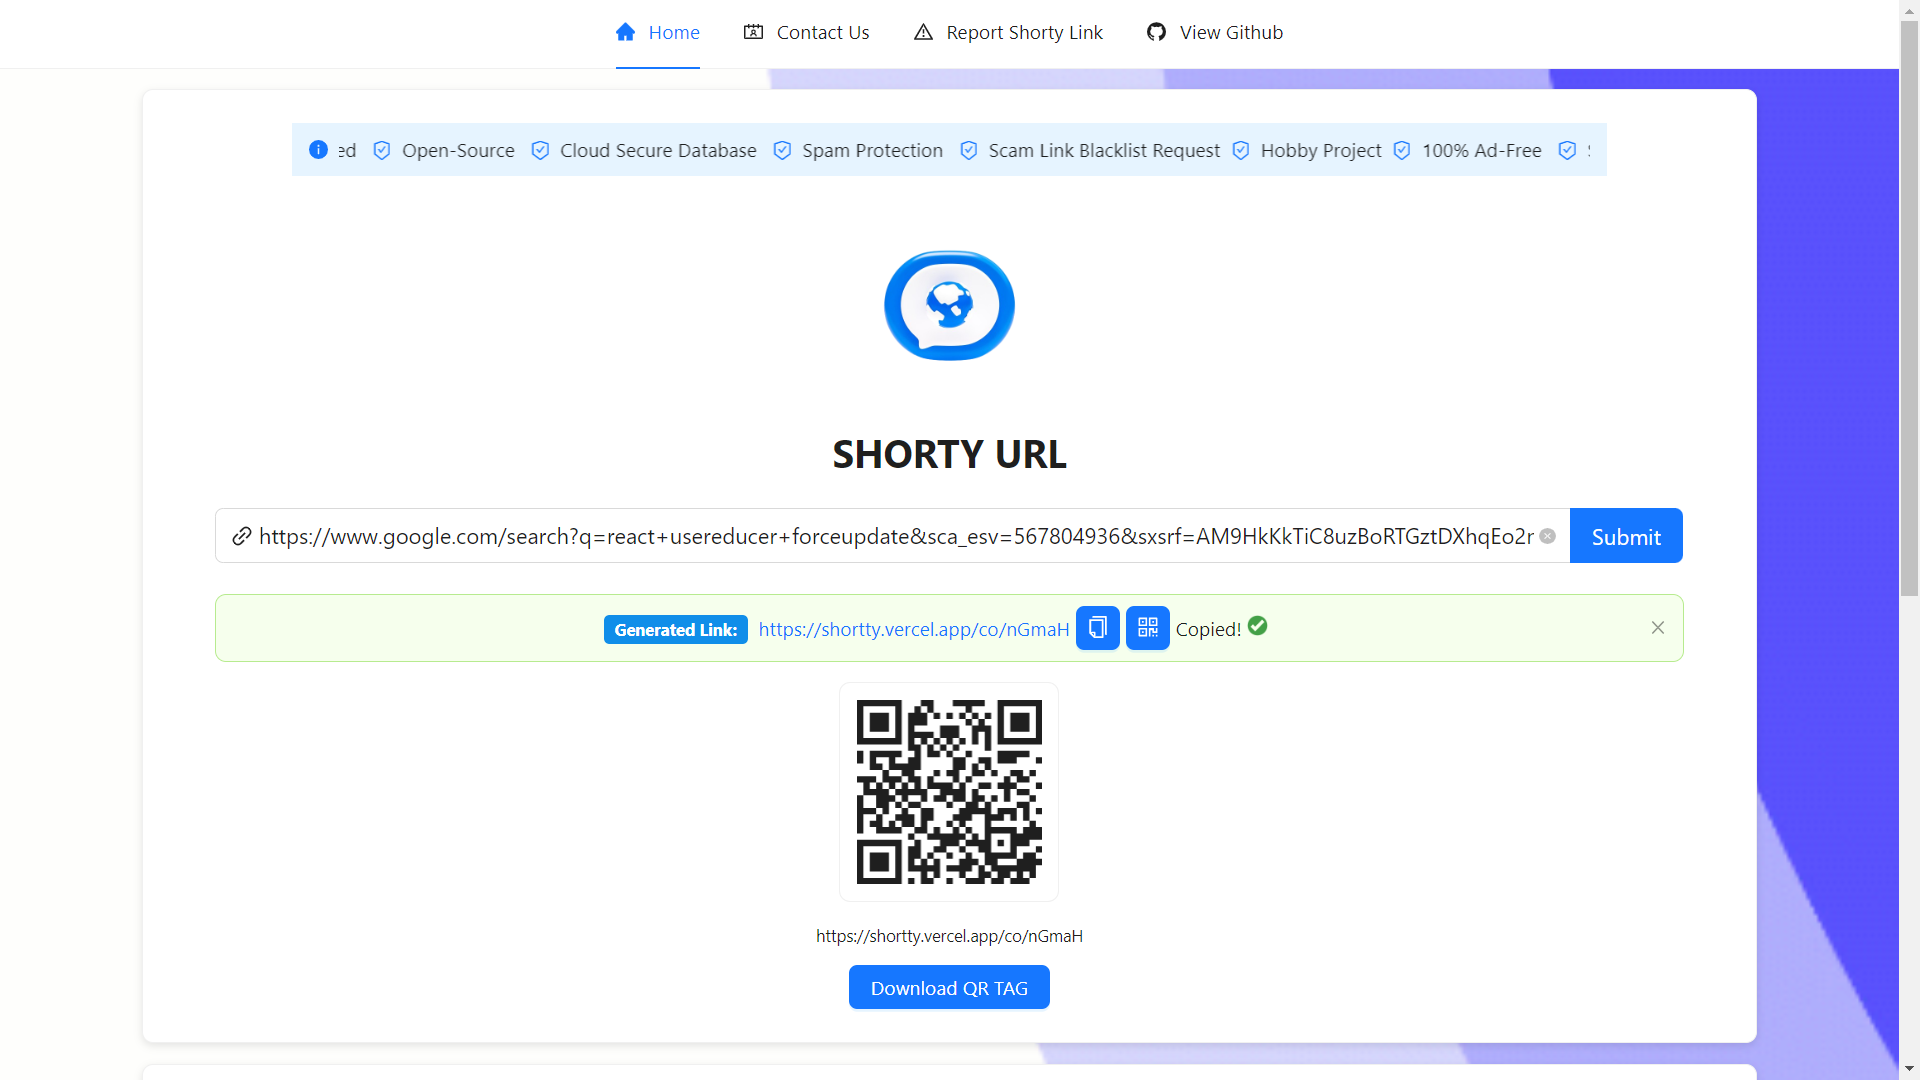 Home Contact Us Report Shorty Link View Github
ed Open-Source Cloud Secure Database Spam Protection Scam Link Blacklist Request Hobby Project 100% Ad-Free
SHORTY URL
https://www.google.com/search?q=react+usereducer+forceupdate&sca_esv=567804936&sxsrf=AM9HkKkTiC8uzBoRTGztDXhqEo2r Submit
Generated Link: https://shortty.vercel.app/co/nGmaH Copied!
https://shortty.vercel.app/co/nGmaH
Download QR TAG